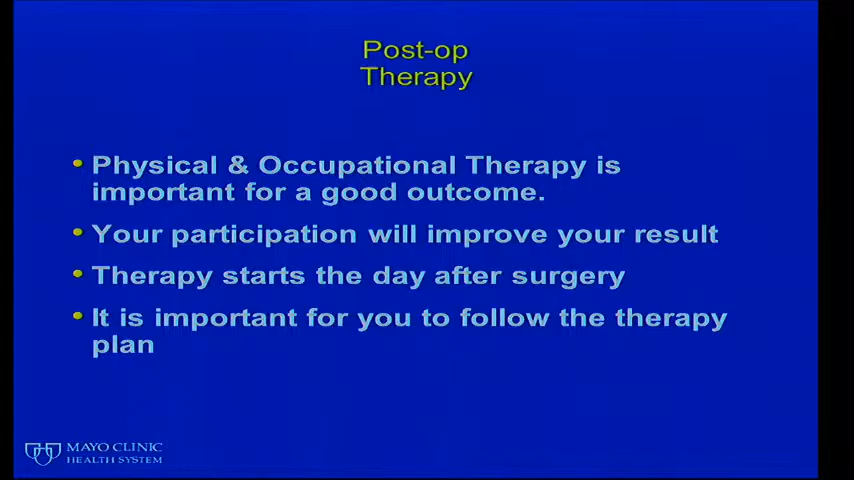 Post-op
Therapy
• Physical & Occupational Therapy is
important for a good outcome.
• Your participation will improve your result
• Therapy starts the day after surgery
• It is important for you to follow the therapy
plan
MAYO CLINIC
HEALTH SYSTEM